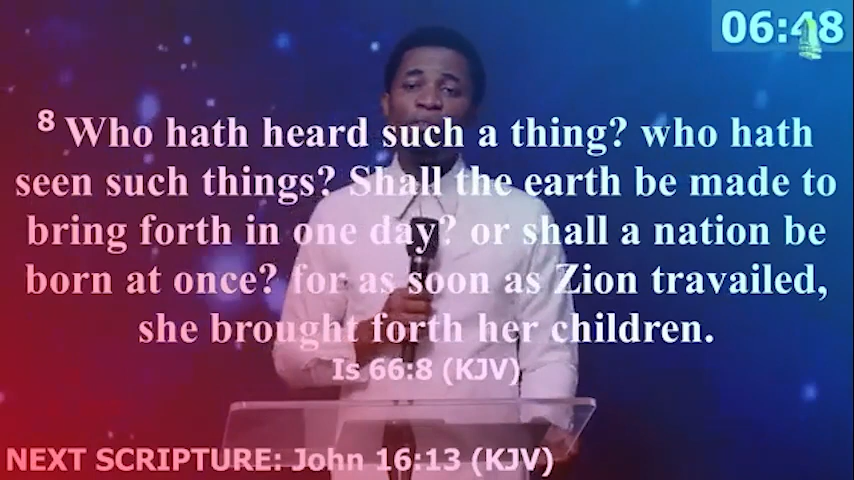 06:48
8 Who hath heard such a thing? who hath
seen such things? Shall the earth be made to
bring forth in one day? or shall a nation be
born at once? for as soon as Zion travailed,
she brought forth her children.
Is 66:8 (KJV)
NEXT SCRIPTURE: John 16:13 (KJV)